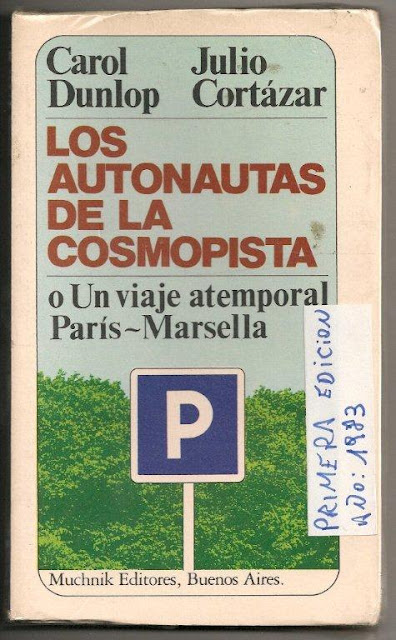 Carol Julio
Dunlop Cortázar
LOS
AUTONAUTAS
DE LA
COSMOPISTA
o Un viaje atemporal
París~Marsella
P
PRIMERA EDICION
AÑO: 1983
Muchnik Editores, Buenos Aires.